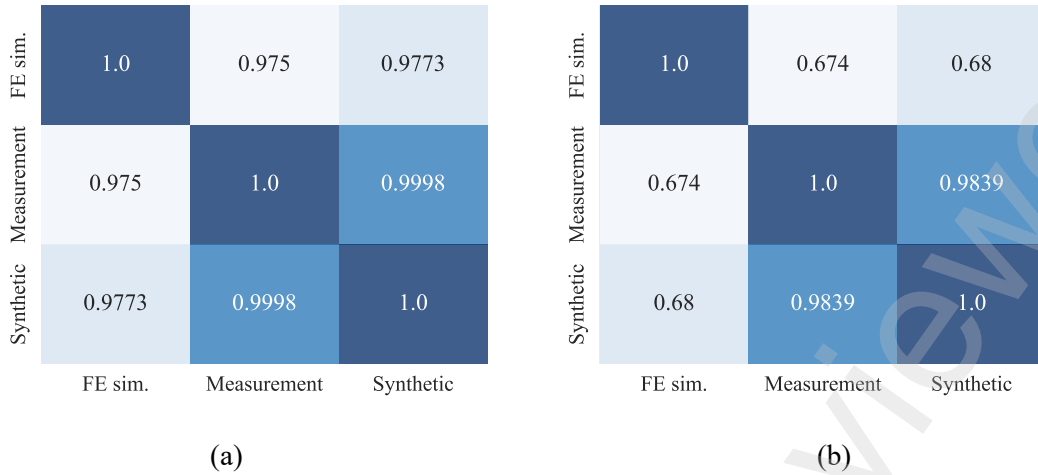 FE sim.
1.0 0.975 0.9773
Measurement
0.975 1.0 0.9998
Synthetic
0.9773 0.9998 1.0
FE sim. Measurement Synthetic
(a)
FE sim.
1.0 0.674 0.68
Measurement
0.674 1.0 0.9839
Synthetic
0.68 0.9839 1.0
FE sim. Measurement Synthetic
(b)